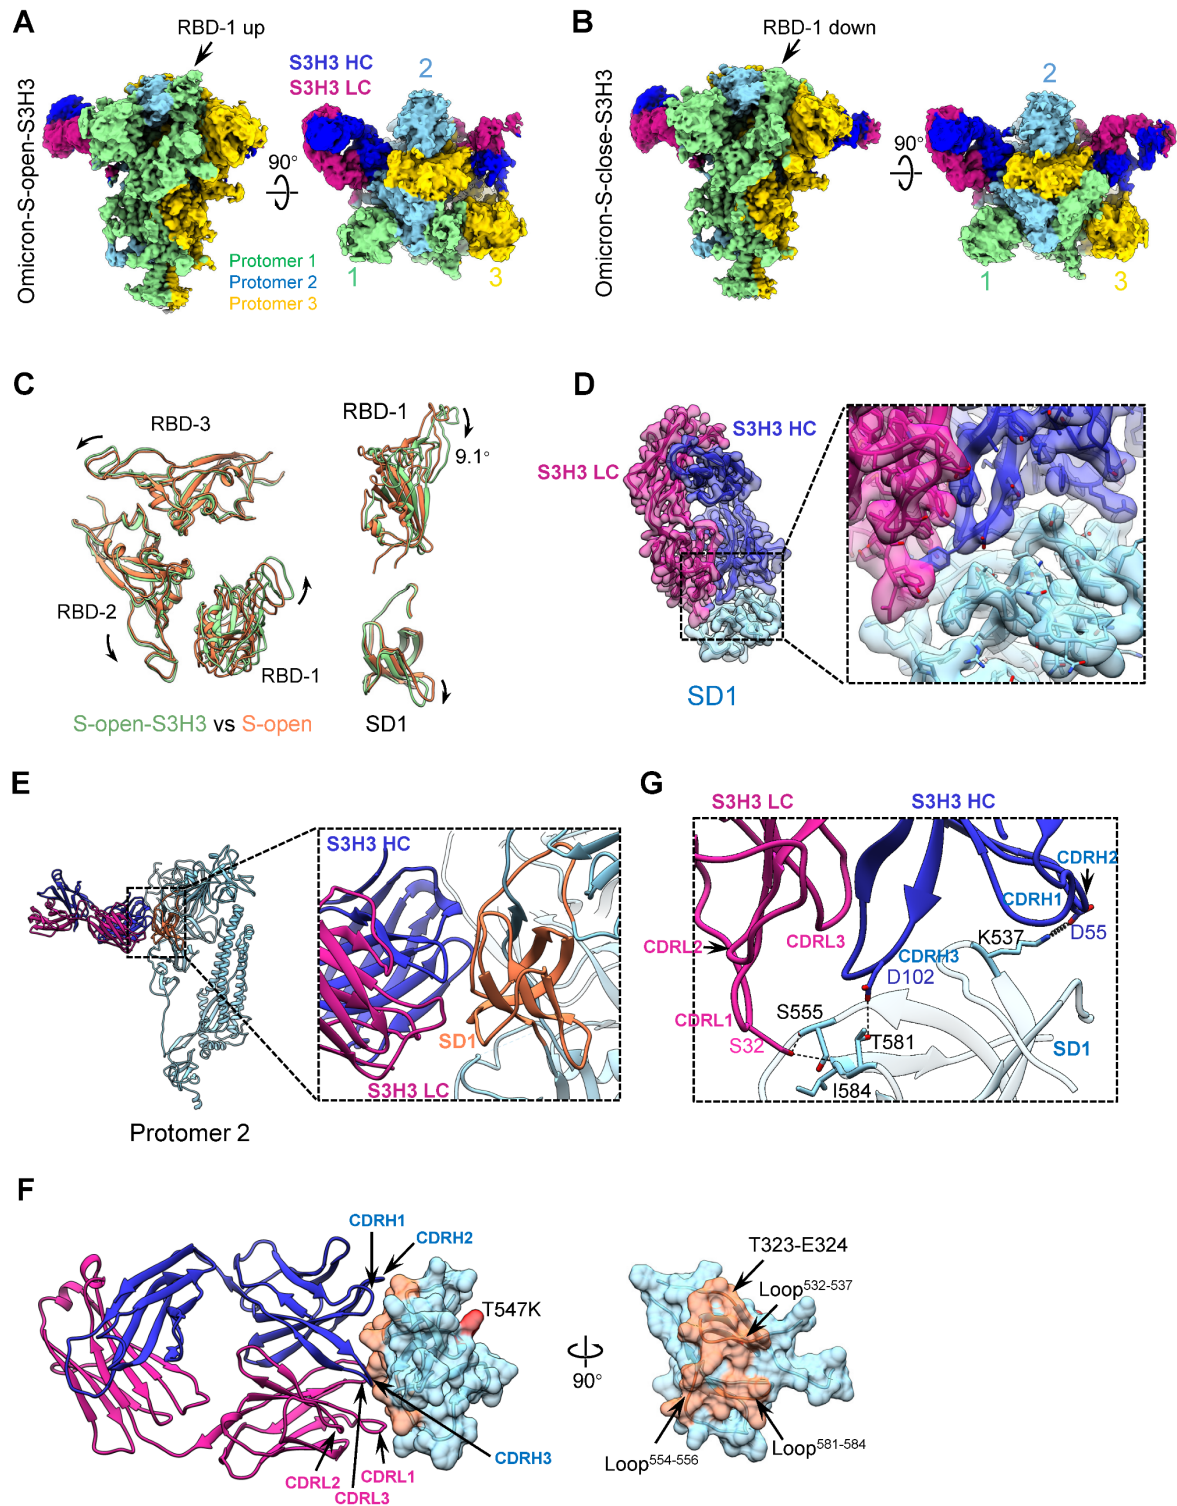 A
RBD-1 up
S3H3 HC
S3H3 LC
2
90°
Omicron-S-open-S3H3
Protomer 1
Protomer 2
Protomer 3
1
3
B
RBD-1 down
2
90°
Omicron-S-close-S3H3
1
3
C
RBD-3
RBD-1
9.1°
RBD-2
RBD-1
S-open-S3H3 vs S-open
SD1
D
S3H3 HC
S3H3 LC
SD1
E
S3H3 HC
SD1
S3H3 LC
Protomer 2
G
S3H3 LC
S3H3 HC
CDRH2
CDRH1
CDRL3
K537
D55
CDRL2
CDRH3
D102
CDRL1
S555
S32
T581
SD1
I584
F
CDRH1
CDRH2
T547K
CDRH3
CDRL2
CDRL1
CDRL3
90°
T323-E324
Loop532-537
Loop581-584
Loop554-556